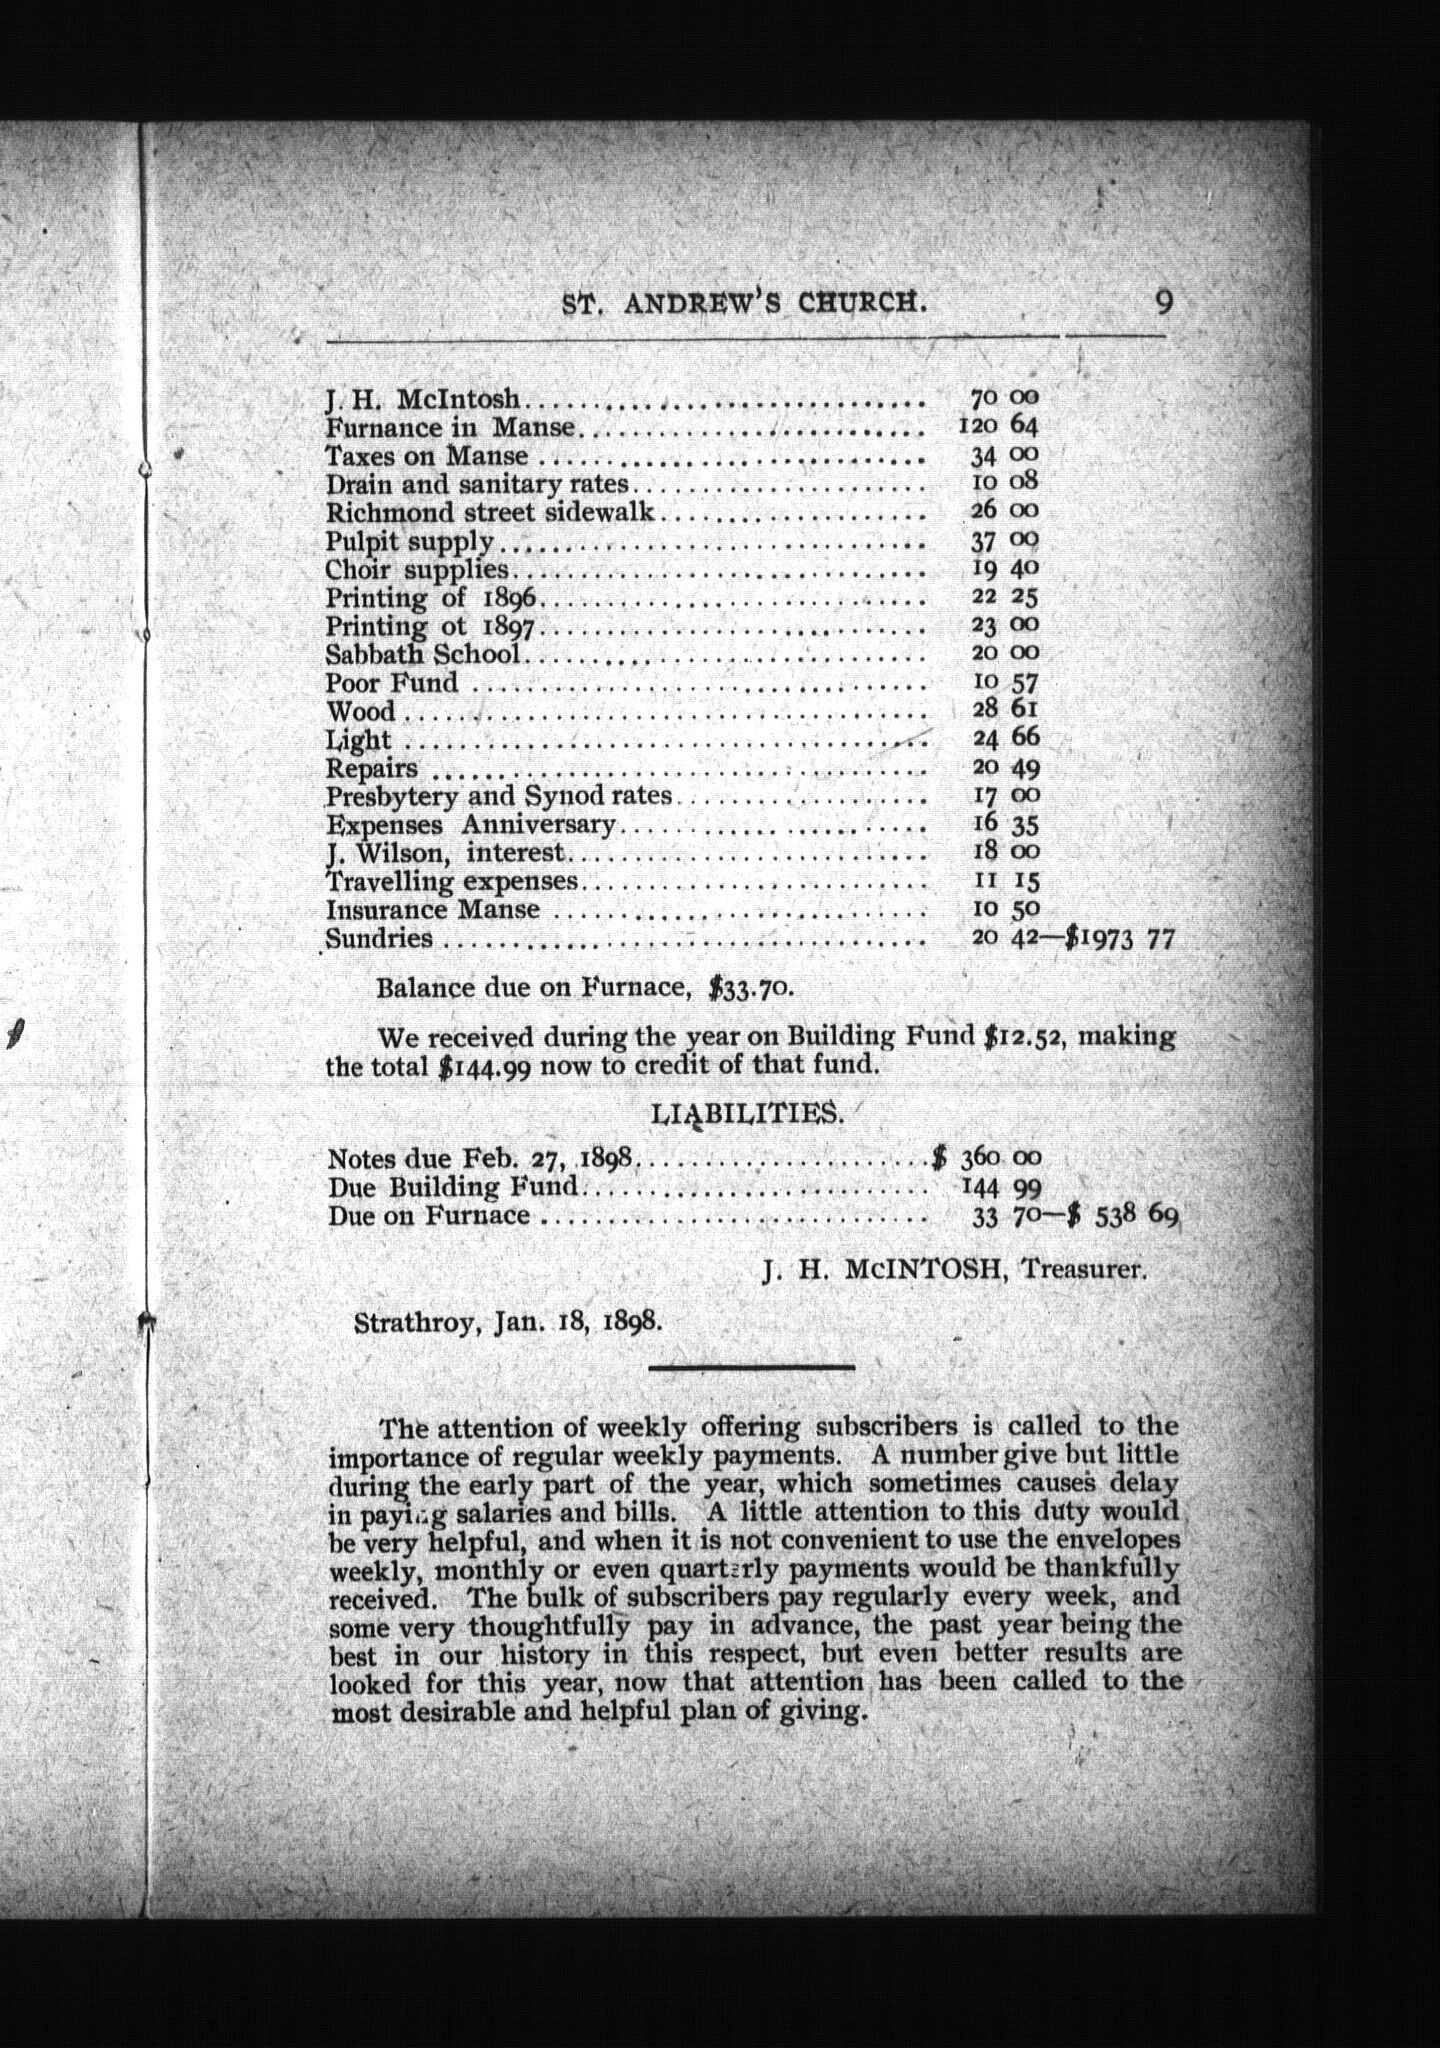 ST. ANDREW'S CHURCH. 9
J. H. McIntosh.............................. 70 00
Furnance in Manse.......................... 120 64
Taxes on Manse ............................. 34 00
Drain and sanitary rates...................... 10 08
Richmond street sidewalk.................... 26 00
Pulpit supply................................ 37 00
Choir supplies............................... 19 40
Printing of 1896............................. 22 25
Printing ot 1897............................. 23 00
Sabbath School.............................. 20 00
Poor Fund .................................. 10 57
Wood ....................................... 28 61
Light ....................................... 24 66
Repairs ..................................... 20 49
Presbytery and Synod rates................... 17 00
Expenses Anniversary....................... 16 35
J. Wilson, interest........................... 18 00
Travelling expenses.......................... 11 15
Insurance Manse ............................ 10 50
Sundries .................................... 20 42—$1973 77
Balance due on Furnace, $33.70.
We received during the year on Building Fund $12.52, making
the total $144.99 now to credit of that fund.
LIABILITIES.
Notes due Feb. 27, 1898......................$ 360 00
Due Building Fund.......................... 144 99
Due on Furnace ............................. 33 70—$ 538 69
J. H. McINTOSH, Treasurer.
Strathroy, Jan. 18, 1898.
The attention of weekly offering subscribers is called to the
importance of regular weekly payments. A number give but little
during the early part of the year, which sometimes causes delay
in paying salaries and bills. A little attention to this duty would
be very helpful, and when it is not convenient to use the envelopes
weekly, monthly or even quarterly payments would be thankfully
received. The bulk of subscribers pay regularly every week, and
some very thoughtfully pay in advance, the past year being the
best in our history in this respect, but even better results are
looked for this year, now that attention has been called to the
most desirable and helpful plan of giving.